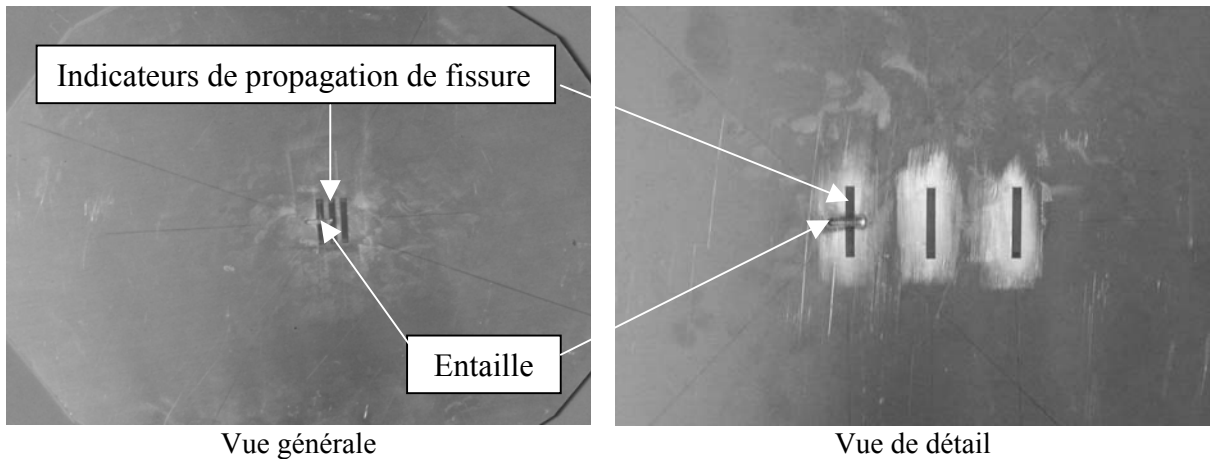 Indicateurs de propagation de fissure
Entaille
Vue générale
Vue de détail